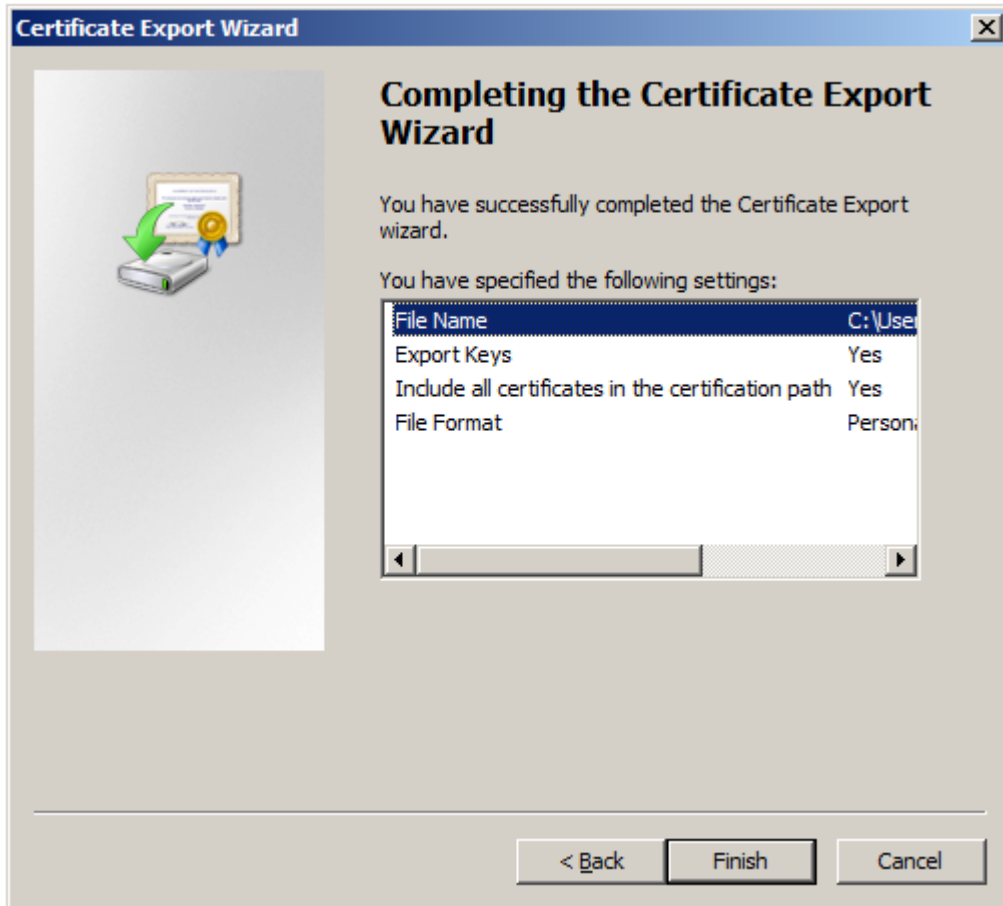 Certificate Export Wizard
Completing the Certificate Export
Wizard
You have successfully completed the Certificate Export
wizard.
You have specified the following settings:
File Name C:\User
Export Keys Yes
Include all certificates in the certification path Yes
File Format Persona
< Back Finish Cancel